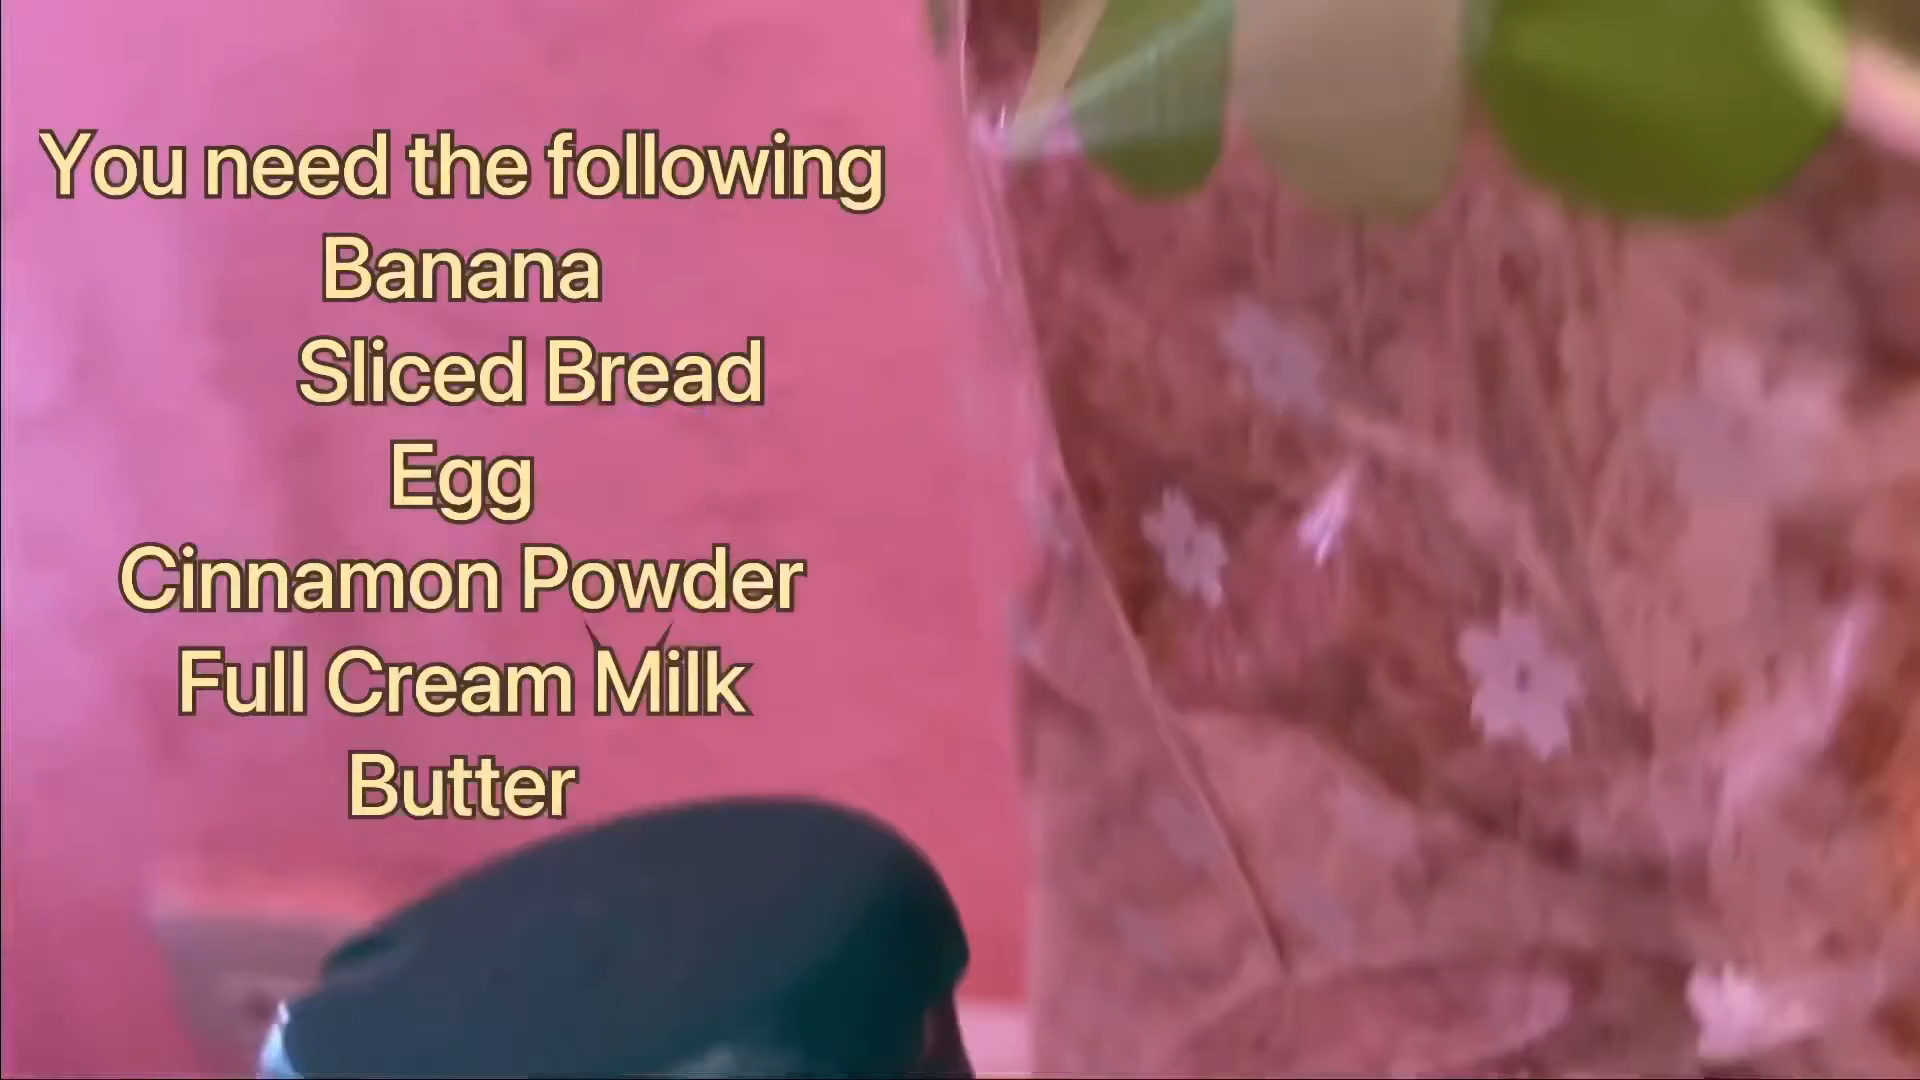 You need the following
Banana
Sliced Bread
Egg
Cinnamon Powder
Full Cream Milk
Butter